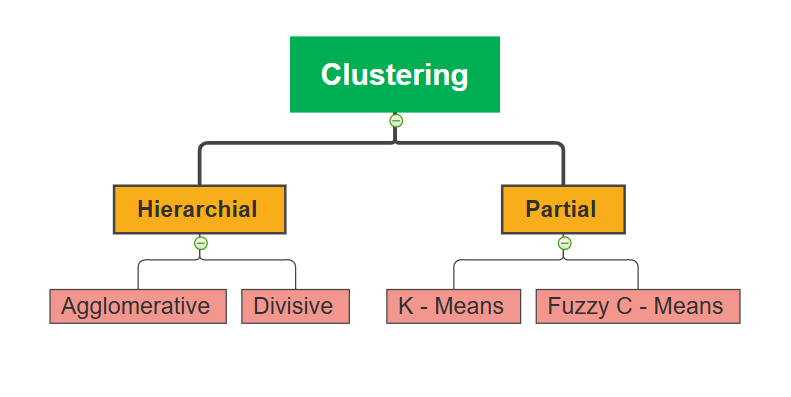 Clustering
Hierarchial
Partial
Agglomerative
Divisive
K - Means
Fuzzy C - Means